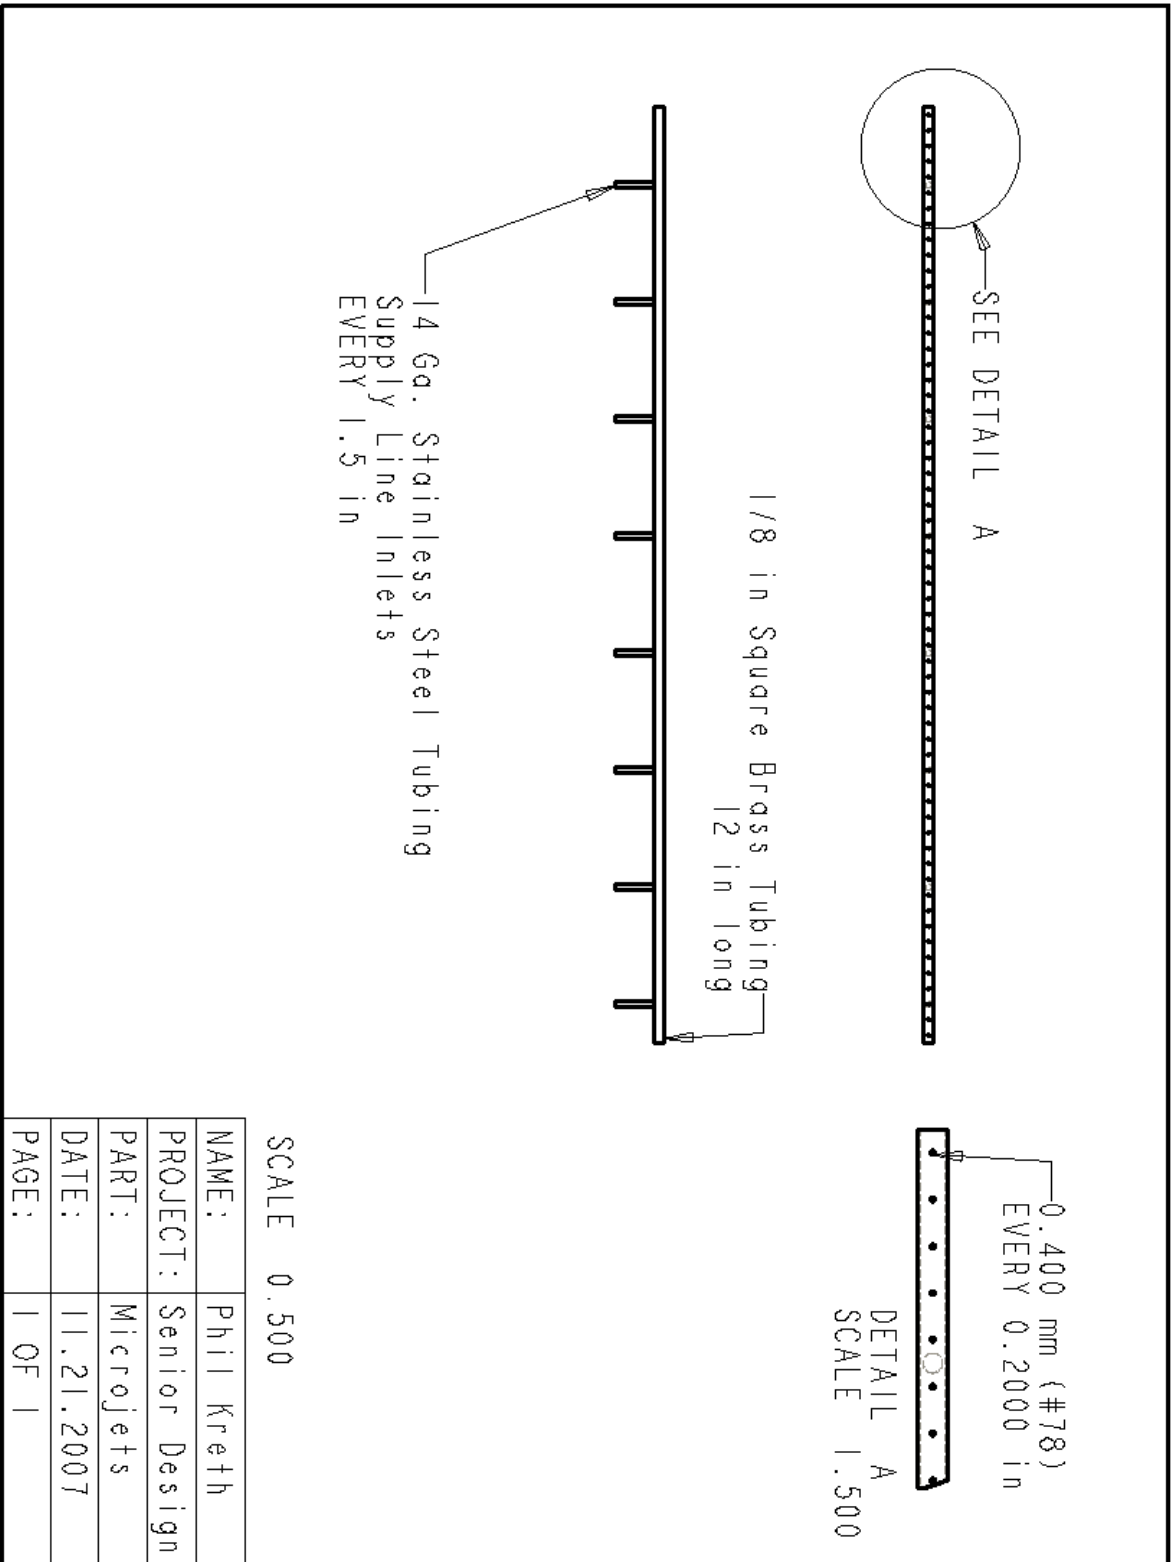 SEE DETAIL A
1/8 in Square Brass Tubing
12 in long
14 Ga. Stainless Steel Tubing
Supply Line Inlets
EVERY 1.5 in
0.400 mm (#78)
EVERY 0.2000 in
DETAIL A
SCALE 1.500
SCALE 0.500
NAME: Phil Kreth
PROJECT: Senior Design
PART: Microjets
DATE: 11.21.2007
PAGE: 1 OF 1